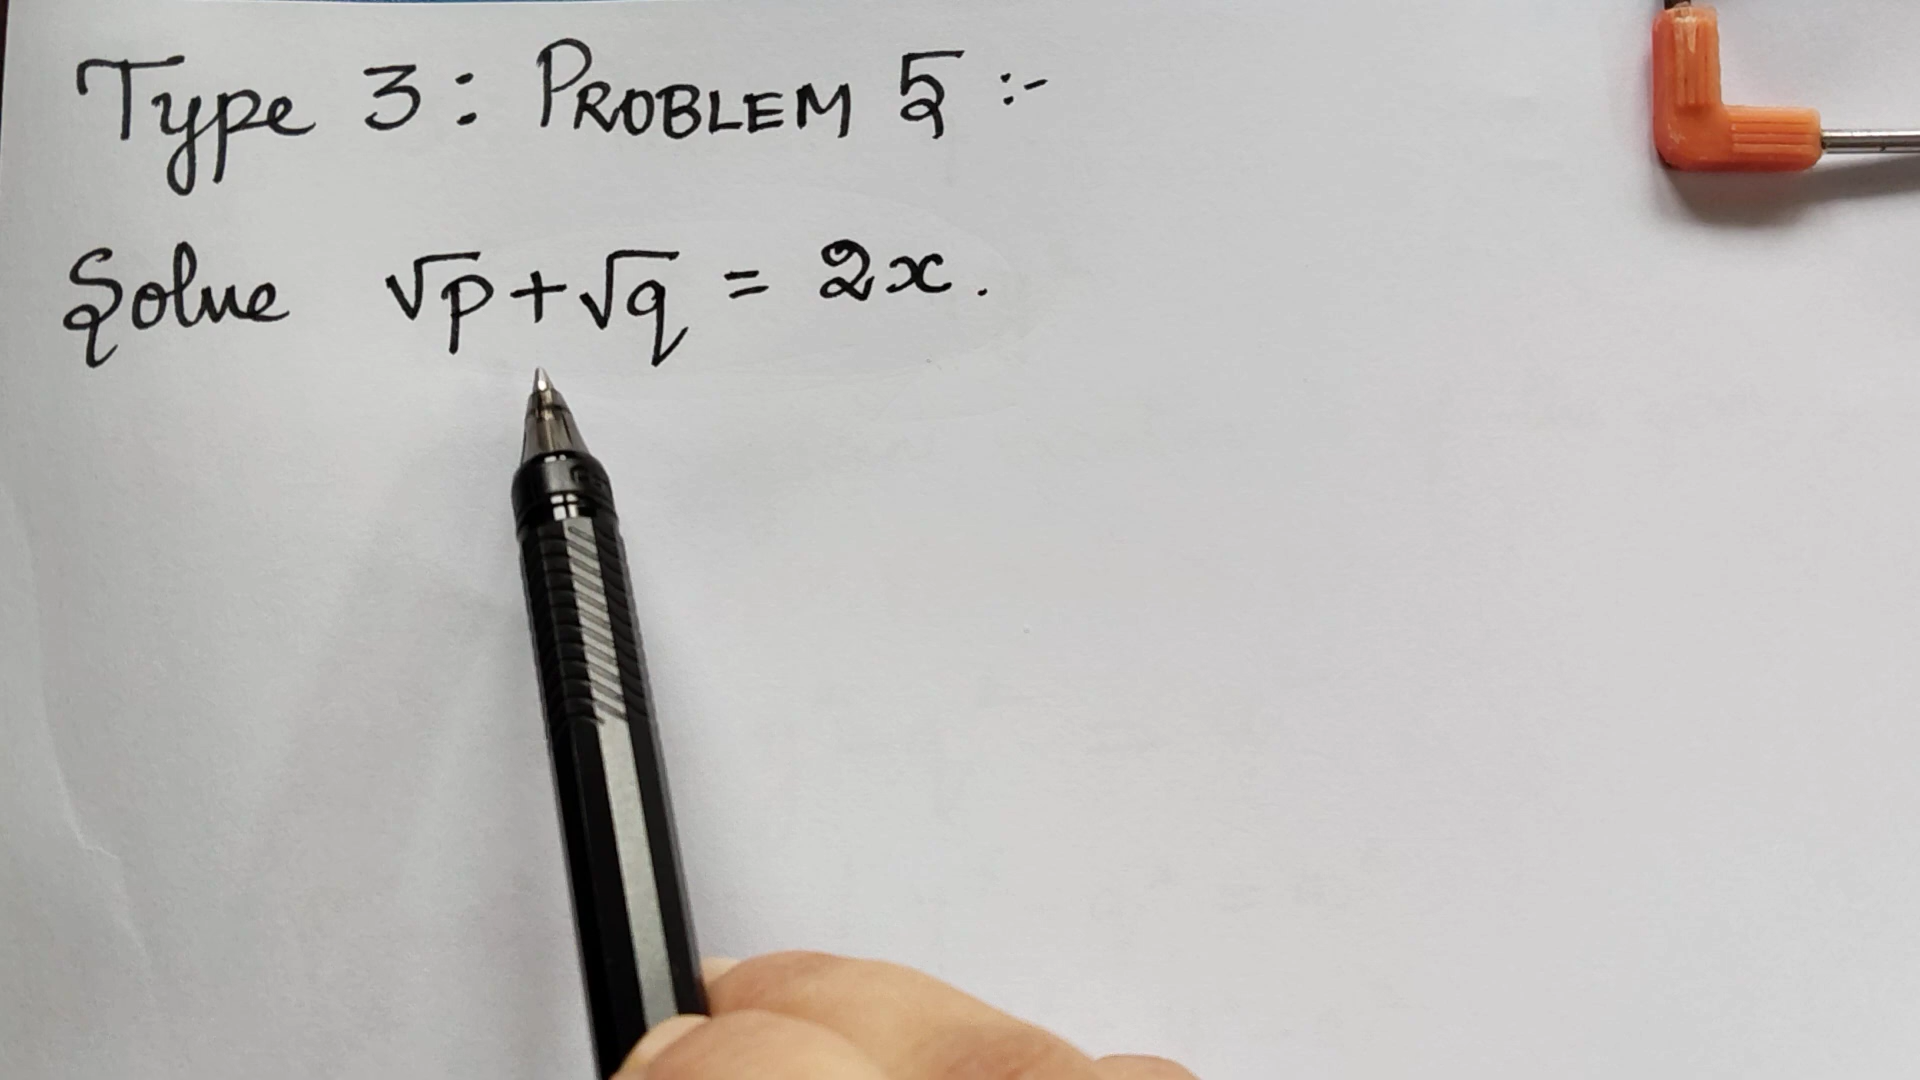 Type 3: PROBLEM 5 :-
Solve √p + √q = 2x.